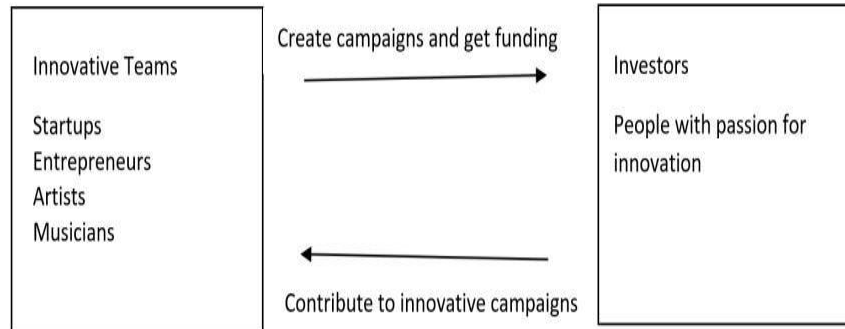 Innovative Teams
Startups
Entrepreneurs
Artists
Musicians
Create campaigns and get funding
Contribute to innovative campaigns
Investors
People with passion for
innovation